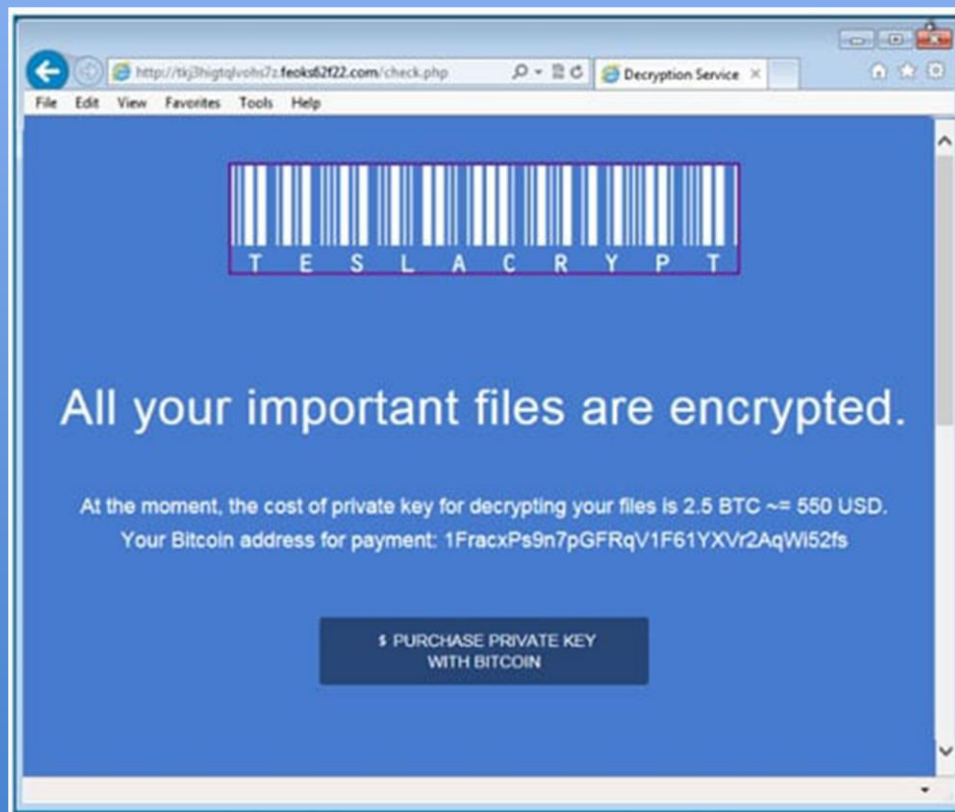 http://tkj3higtqlvohs7z.feoks62f22.com/check.php
Decryption Service
File Edit View Favorites Tools Help
T E S L A C R Y P T
All your important files are encrypted.
At the moment, the cost of private key for decrypting your files is 2.5 BTC ~= 550 USD.
Your Bitcoin address for payment: 1FracxPs9n7pGFRqV1F61YXVr2AqWi52fs
$ PURCHASE PRIVATE KEY
WITH BITCOIN